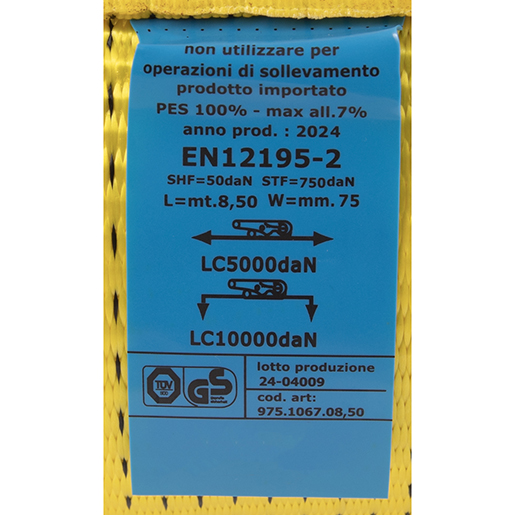 non utilizzare per
operazioni di sollevamento
prodotto importato
PES 100% - max all.7%
anno prod. : 2024
EN12195-2
SHF=50daN STF=750daN
L=mt.8,50 W=mm. 75
LC5000daN
LC10000daN
TÜV
GS
lotto produzione
24-04009
cod. art:
975.1067.08,50